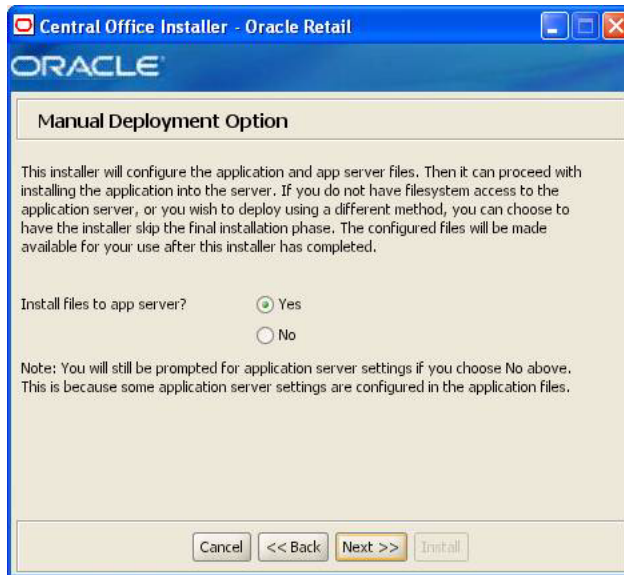 Central Office Installer - Oracle Retail
ORACLE
Manual Deployment Option
This installer will configure the application and app server files. Then it can proceed with
installing the application into the server. If you do not have filesystem access to the
application server, or you wish to deploy using a different method, you can choose to
have the installer skip the final installation phase. The configured files will be made
available for your use after this installer has completed.
Install files to app server?
Yes
No
Note: You will still be prompted for application server settings if you choose No above.
This is because some application server settings are configured in the application files.
Cancel << Back Next >> Install